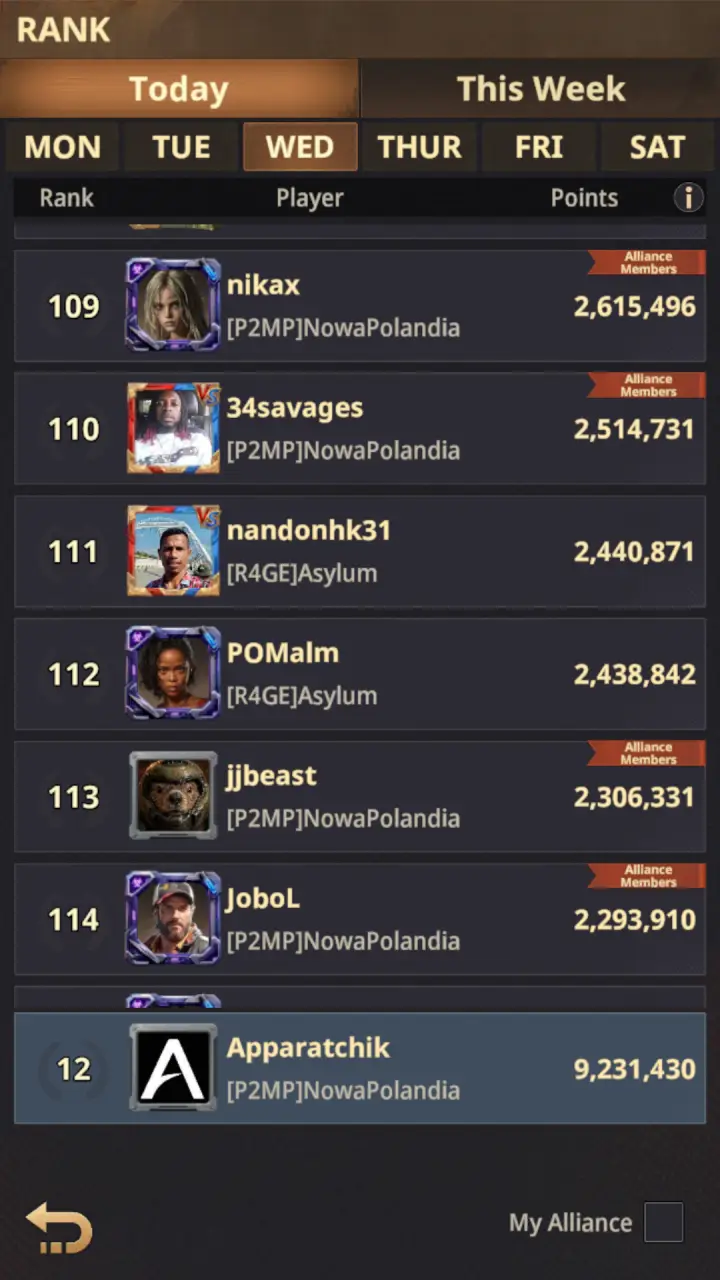 RANK
Today
This Week
MON
TUE
WED
THUR
FRI
SAT
Rank
Player
Points
i
Alliance
Members
109
nikax
[P2MP]NowaPolandia
2,615,496
Alliance
Members
110
VS
34savages
[P2MP]NowaPolandia
2,514,731
111
VS
nandonhk31
[R4GE]Asylum
2,440,871
112
POMalm
[R4GE]Asylum
2,438,842
Alliance
Members
113
jjbeast
[P2MP]NowaPolandia
2,306,331
Alliance
Members
114
JoboL
[P2MP]NowaPolandia
2,293,910
12
A
Apparatchik
[P2MP]NowaPolandia
9,231,430
My Alliance